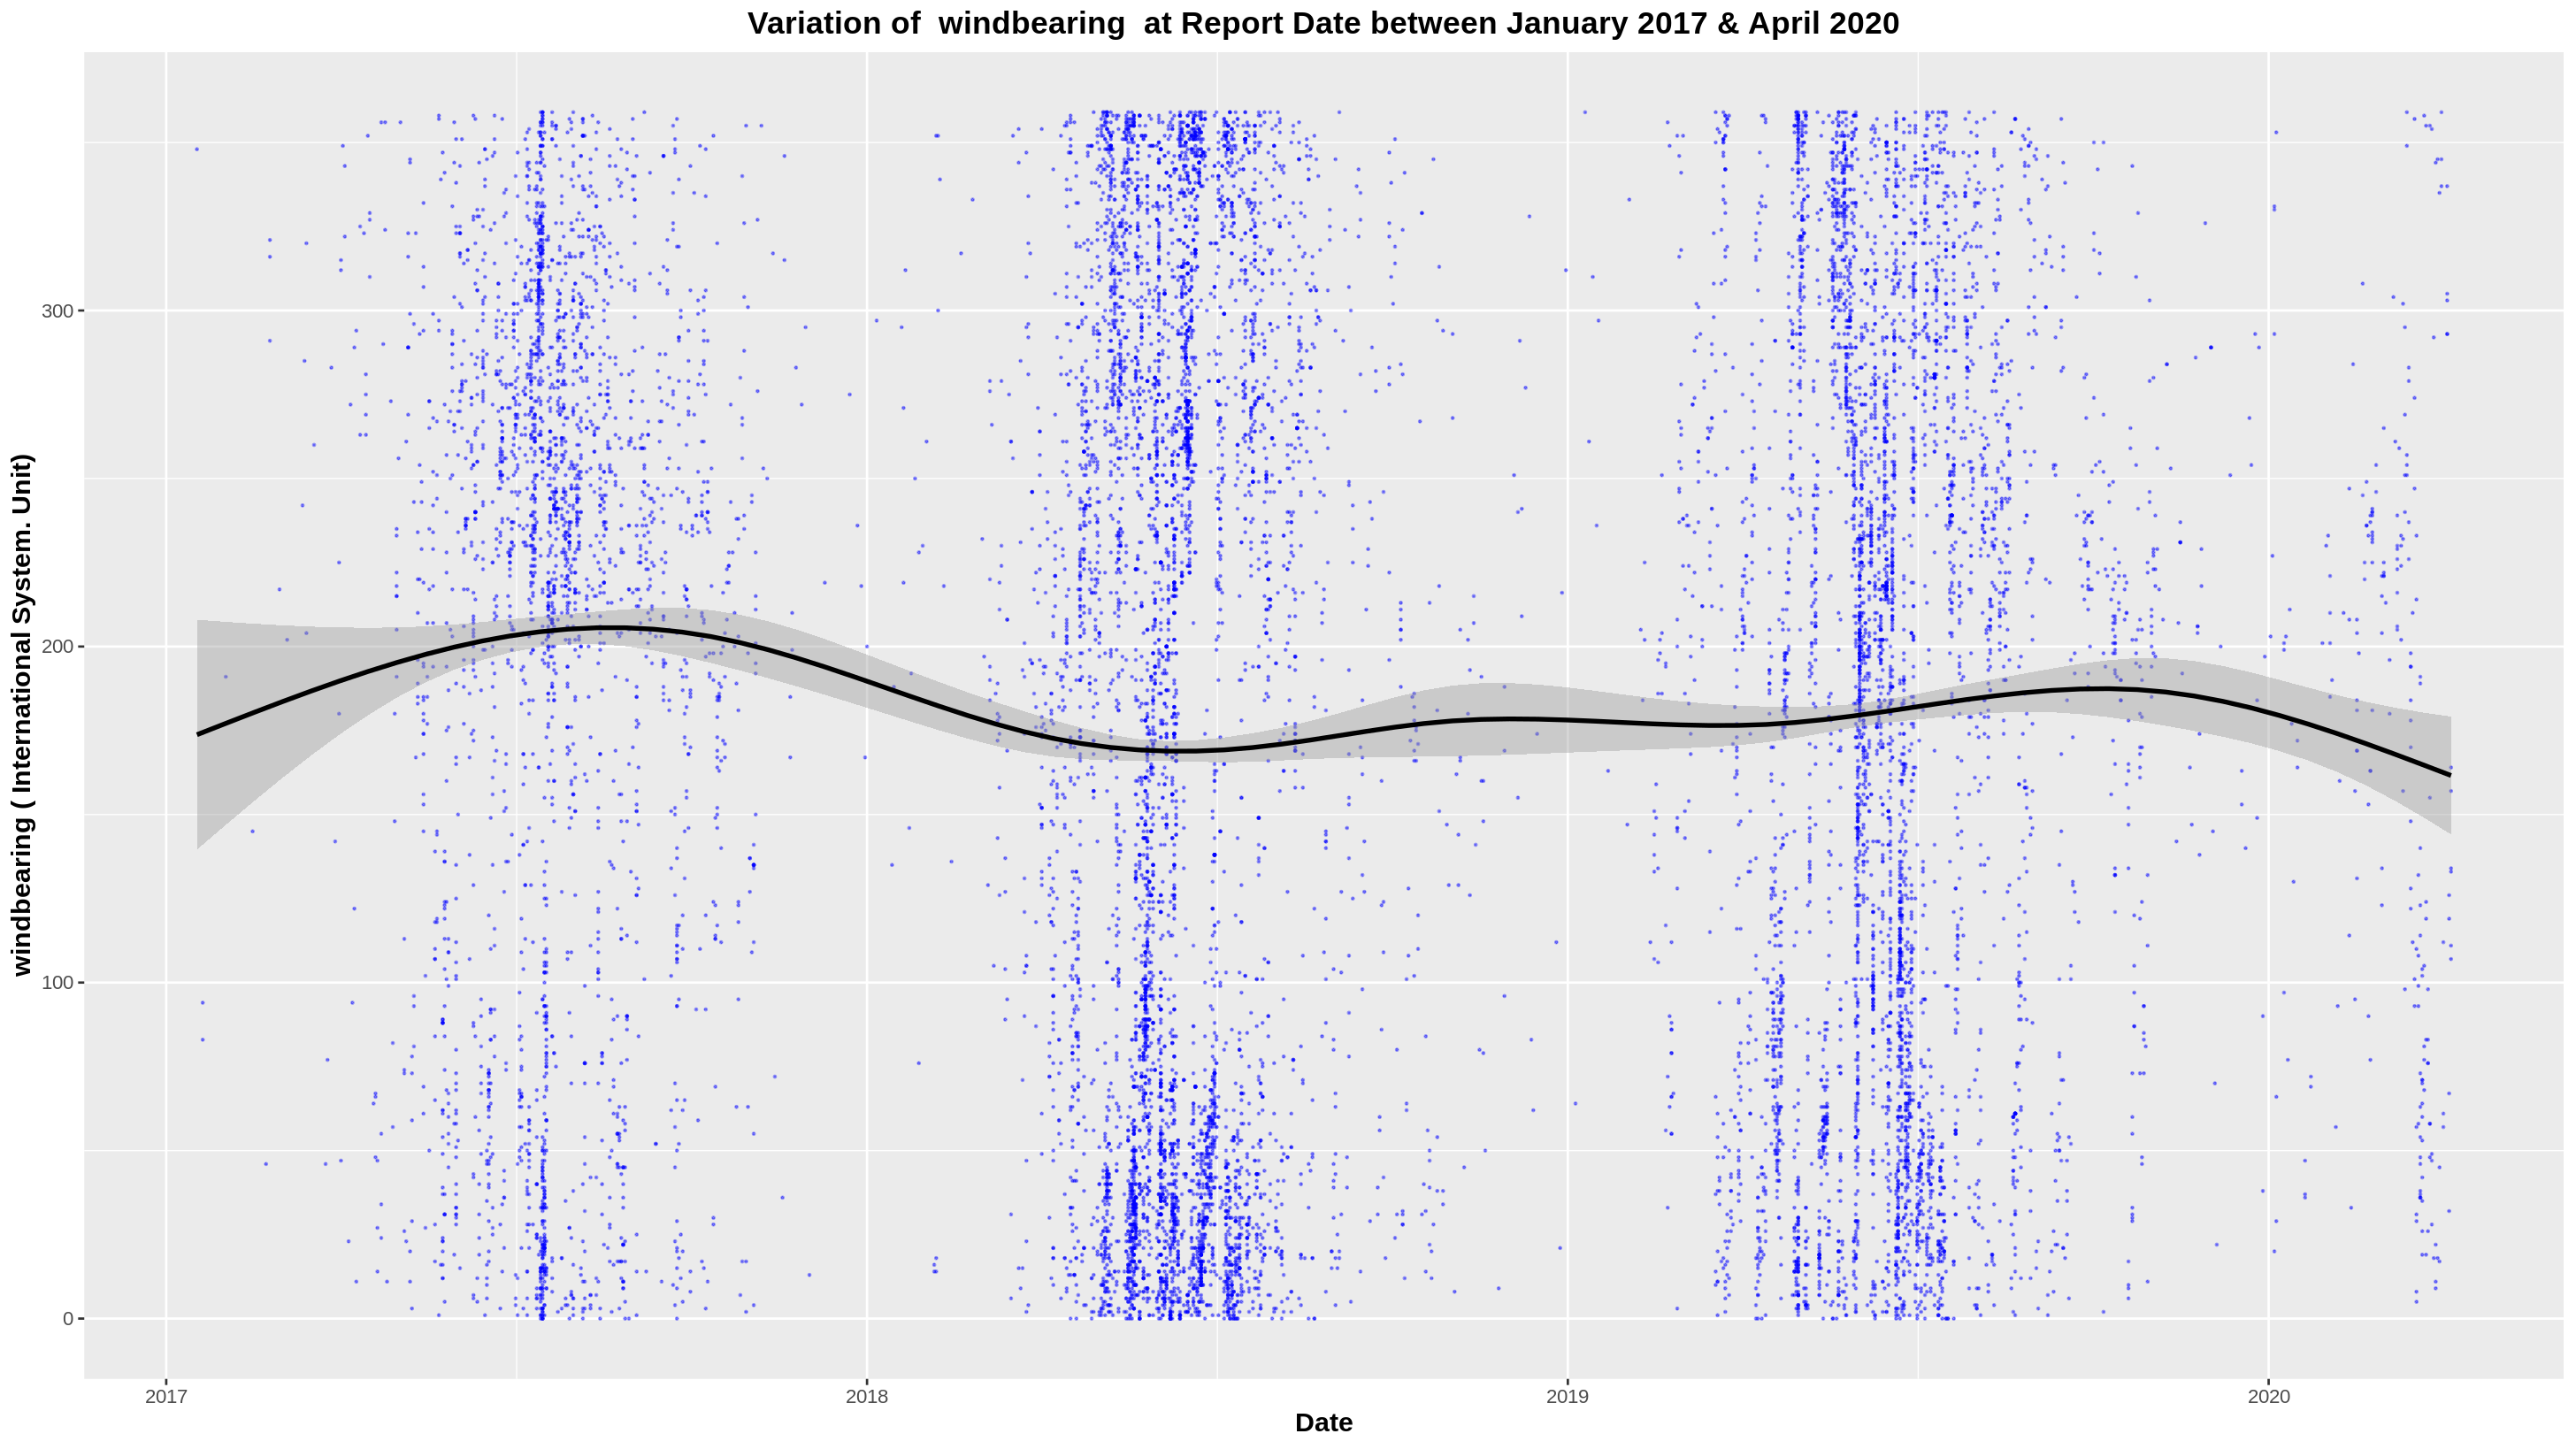 Variation of  windbearing  at Report Date between January 2017 & April 2020
windbearing ( International System. Unit)
300
200
100
0
2017
2018
2019
2020
Date